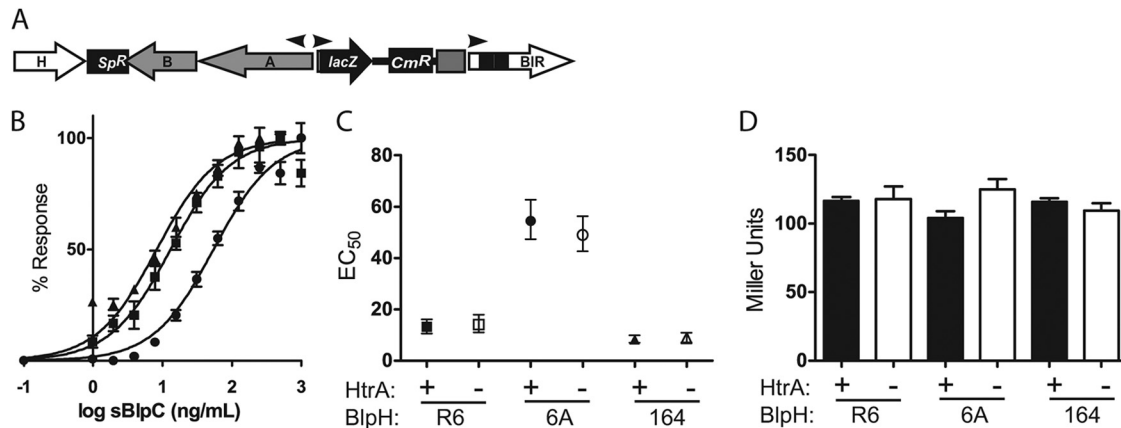 A
H
SpR
B
A
lacZ
CmR
BIR
B
% Response
100
50
-1
0
1
2
3
log sBlpC (ng/mL)
C
EC50
80
60
40
20
0
HtrA: + - + - + -
BlpH: R6 6A 164
D
Miller Units
150
100
50
0
HtrA: + - + - + -
BlpH: R6 6A 164